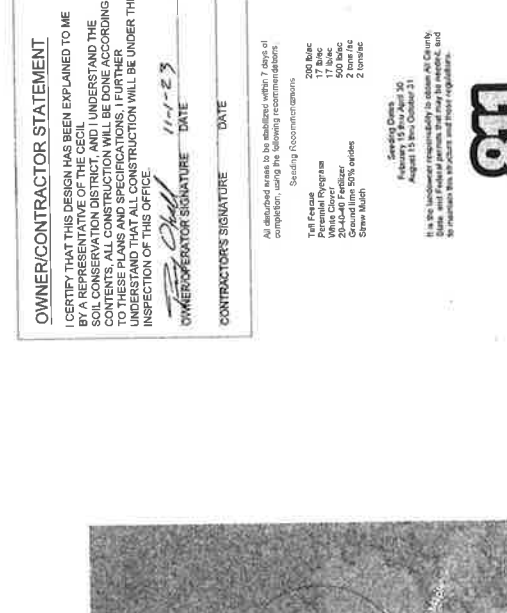 OWNER/CONTRACTOR STATEMENT
I CERTIFY THAT THIS DESIGN HAS BEEN EXPLAINED TO ME
BY A REPRESENTATIVE OF THE CECIL
SOIL CONSERVATION DISTRICT, AND I UNDERSTAND THE
CONTENTS, ALL CONSTRUCTION WILL BE DONE ACCORDING
TO THESE PLANS AND SPECIFICATIONS, I FURTHER
UNDERSTAND THAT ALL CONSTRUCTION WILL BE UNDER THE
INSPECTION OF THIS OFFICE.
11-1-23
OWNER/OPERATOR SIGNATURE DATE
CONTRACTOR'S SIGNATURE DATE
All disturbed areas to be stabilized within 7 days of
completion, using the following recommendations.
Seeding Recommendations
Tall Fescue 200 lb/ac
Perennial Ryegrass 17 lb/ac
White Clover 17 lb/ac
20-40-40 Fertilizer 500 lb/ac
Ground lime 50% oxides 2 tons /ac
Straw Mulch 2 tons/ac
Seeding Dates
February 15 thru April 30
August 15 thru October 31
It is the landowner responsibility to obtain All County,
State, and Federal permits that may be needed, and
to maintain this structure and those regulations.
811